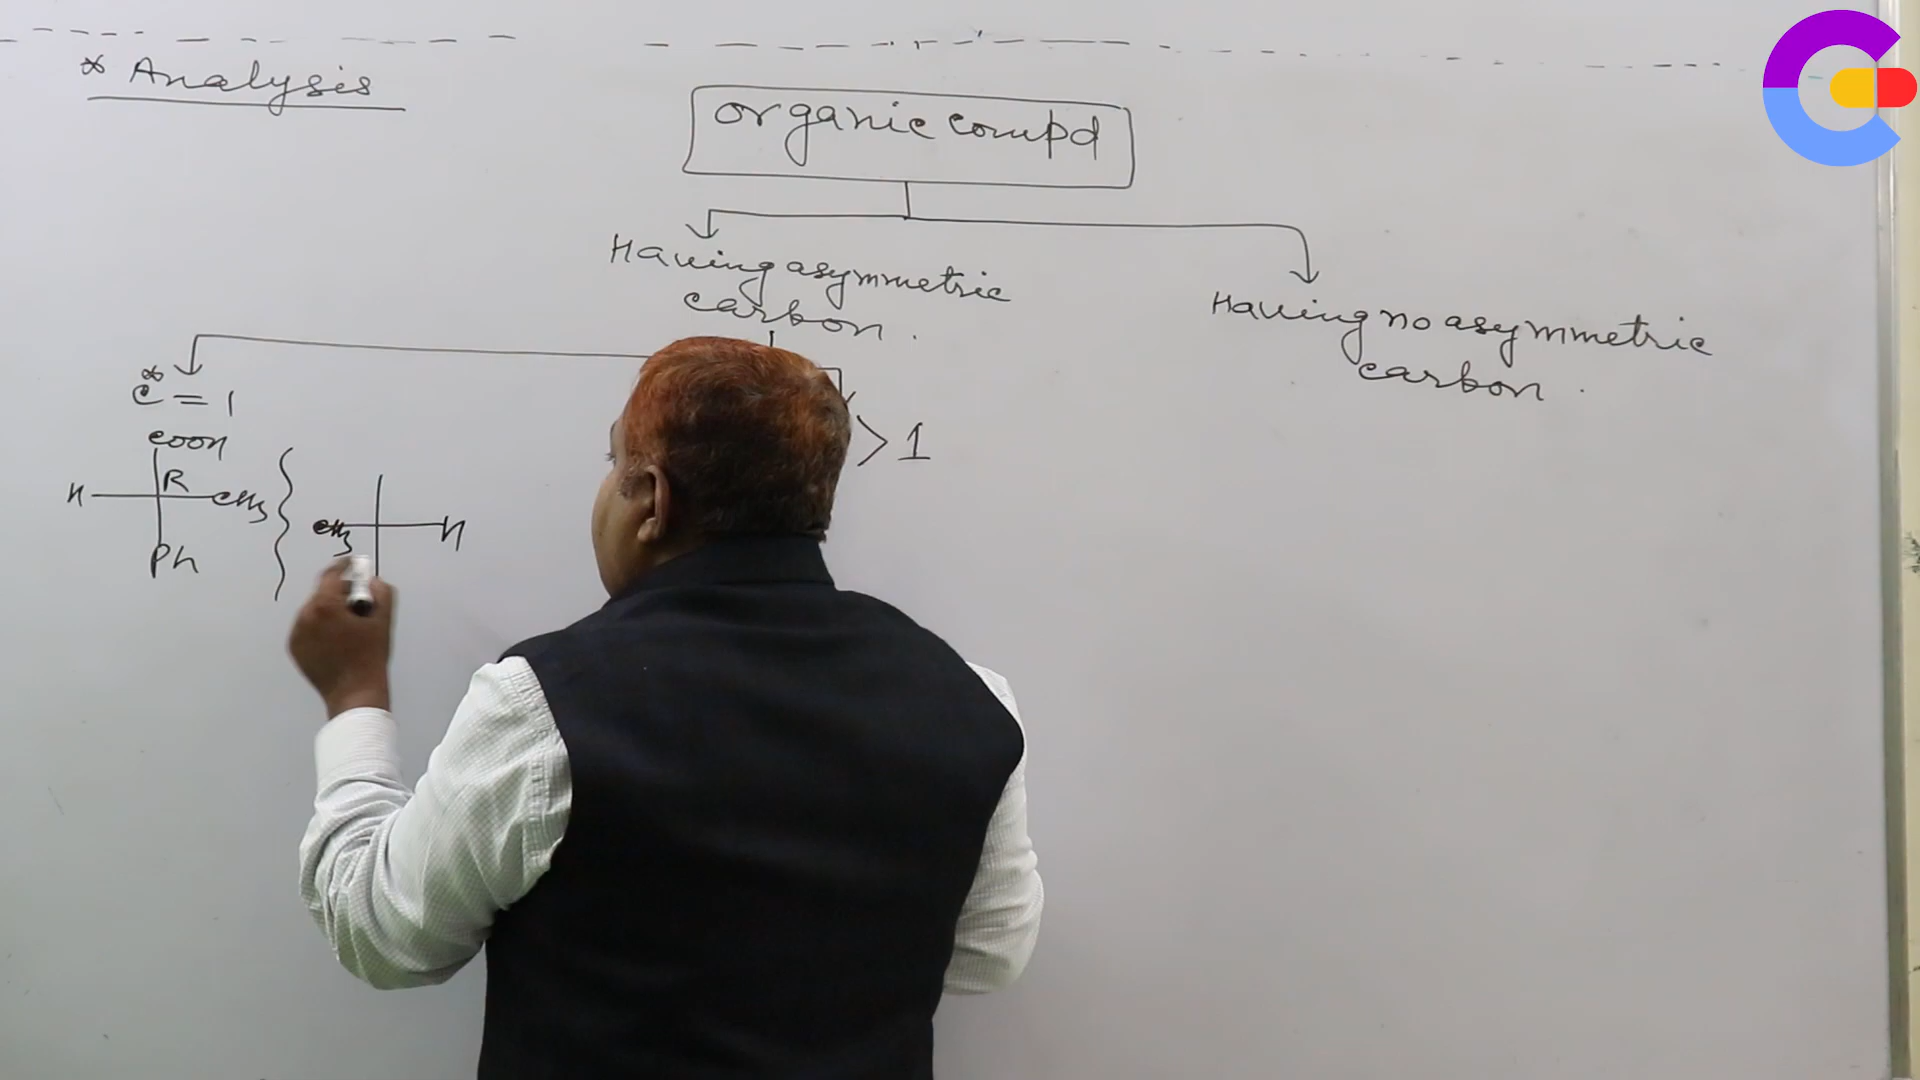 * Analysis
organic compd
Having asymmetric
carbon.
Having no asymmetric
carbon.
C* = 1
> 1
COOH
H R CH3
Ph
CH3 H